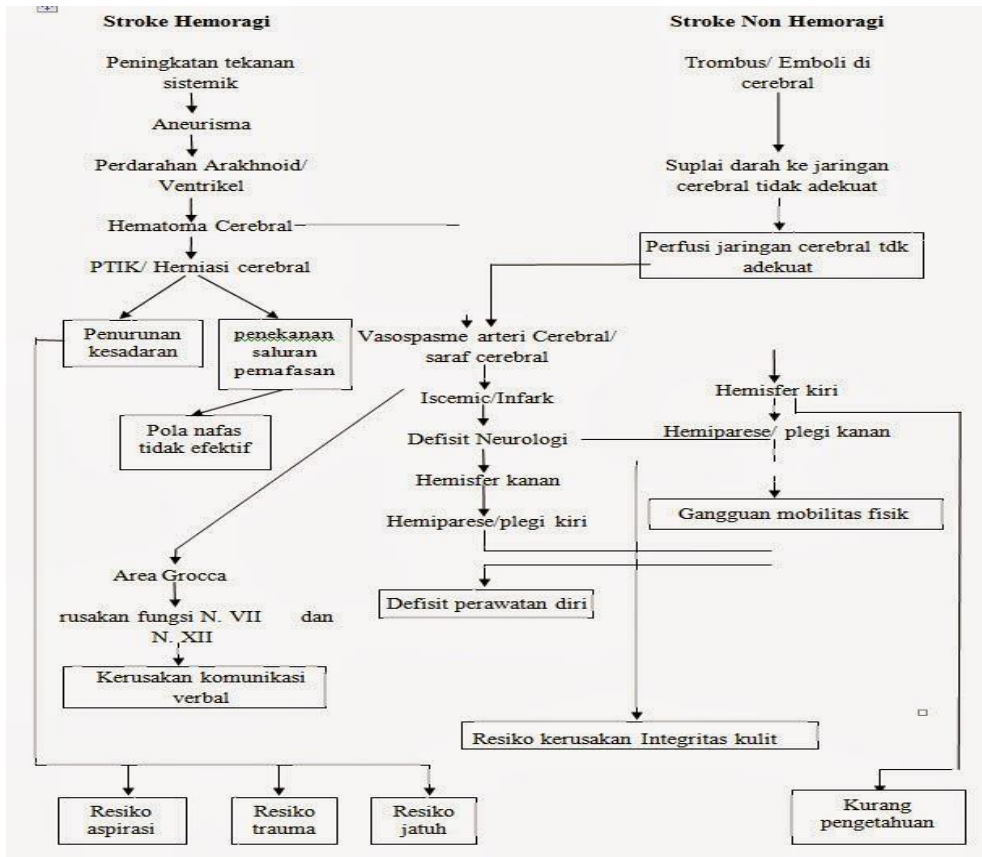 Stroke Hemoragi
Stroke Non Hemoragi
Peningkatan tekanan
sistemik
Trombus/ Emboli di
cerebral
Aneurisma
Perdarahan Arakhnoid/
Ventrikel
Suplai darah ke jaringan
cerebral tidak adekuat
Hematoma Cerebral
Perfusi jaringan cerebral tdk
adekuat
PTIK/ Herniasi cerebral
Penurunan
kesadaran
penekanan
saluran
pemafasan
Vasospasme arteri Cerebral/
saraf cerebral
Iscemic/Infark
Hemisfer kiri
Pola nafas
tidak efektif
Defisit Neurologi
Hemiparese/ plegi kanan
Hemisfer kanan
Hemiparese/plegi kiri
Gangguan mobilitas fisik
Area Grocca
Defisit perawatan diri
rusakan fungsi N. VII dan
N. XII
Kerusakan komunikasi
verbal
Resiko kerusakan Integritas kulit
Resiko
aspirasi
Resiko
trauma
Resiko
jatuh
Kurang
pengetahuan